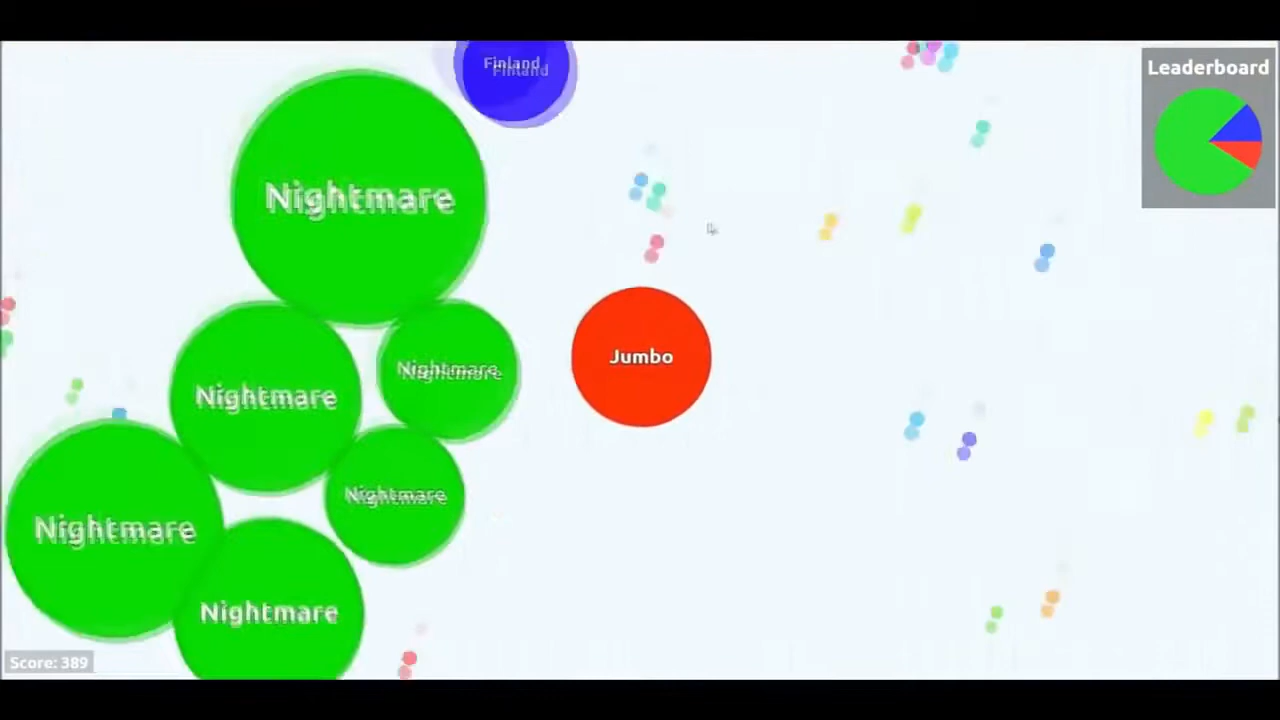 Finland
Leaderboard
Nightmare
Jumbo
Nightmare
Nightmare
Nightmare
Nightmare
Nightmare
Score: 389